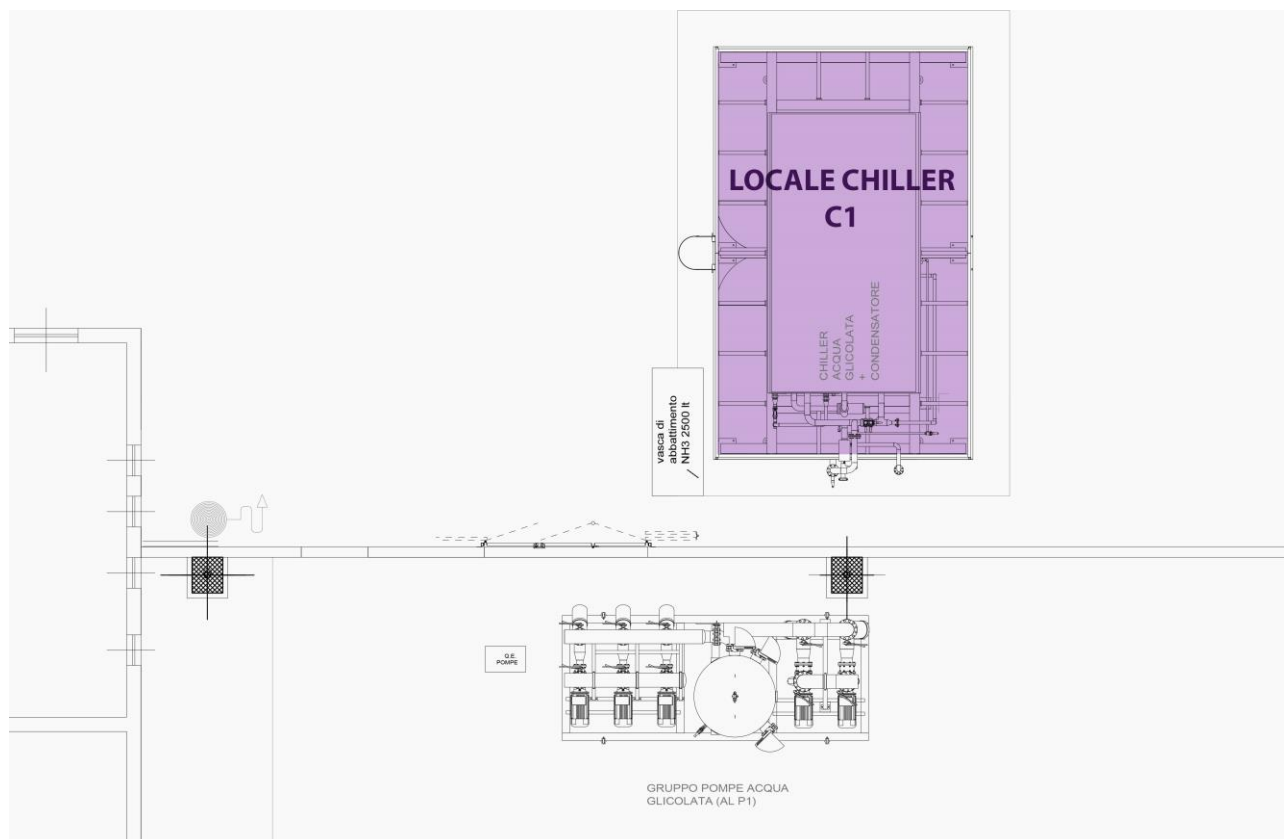 LOCALE CHILLER
C1
CHILLER
ACQUA
GLICOLATA
+
CONDENSATORE
vasca di
abbattimento
NH3 2500 lt
Q.E.
POMPE
GRUPPO POMPE ACQUA
GLICOLATA (AL P1)